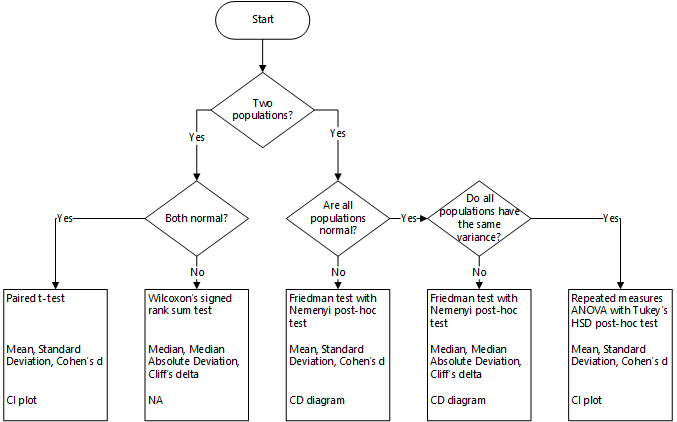 Start
Two
populations?
Yes
Yes
Both normal?
Are all
populations
normal?
Do all
populations have
the same
variance?
Yes
Yes
Yes
No
No
No
Paired t-test
Mean, Standard
Deviation, Cohen's d
CI plot
Wilcoxon's signed
rank sum test
Median, Median
Absolute Deviation,
Cliff's delta
NA
Friedman test with
Nemenyi post-hoc
test
Mean, Standard
Deviation, Cohen's d
CD diagram
Friedman test with
Nemenyi post-hoc
test
Median, Median
Absolute Deviation,
Cliff's delta
CD diagram
Repeated measures
ANOVA with Tukey's
HSD post-hoc test
Mean, Standard
Deviation, Cohen's d
CI plot